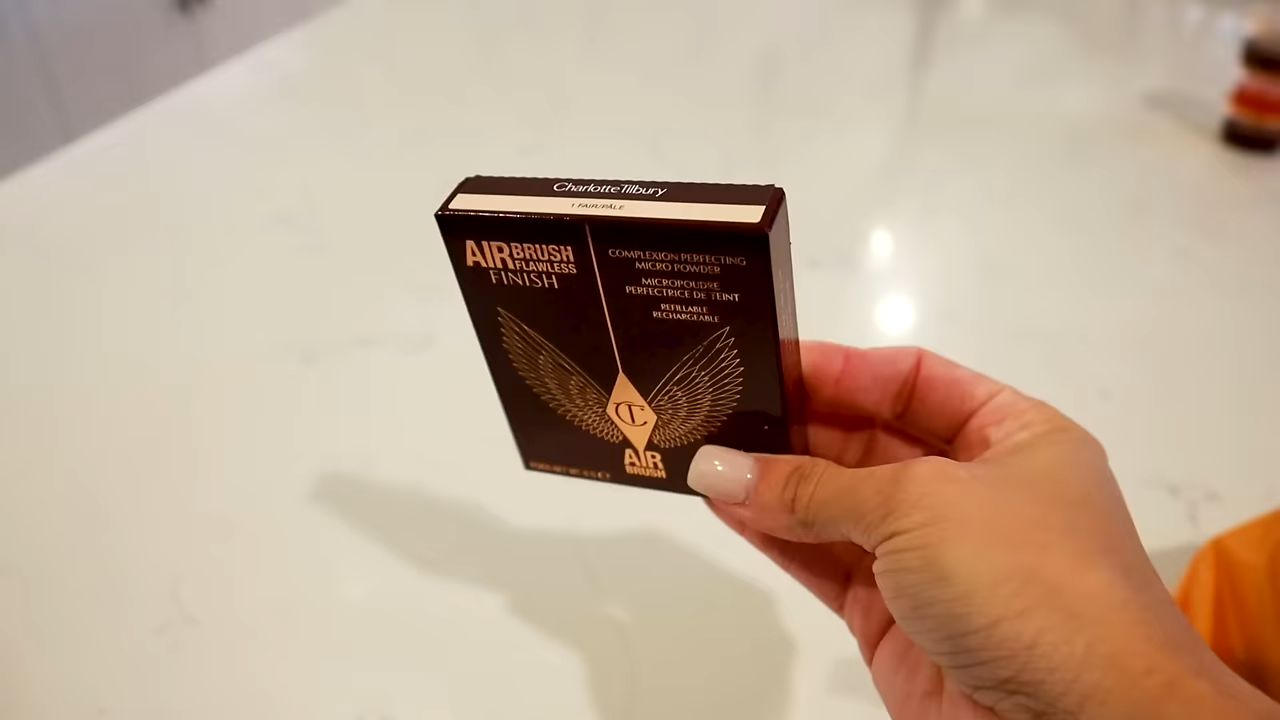 CharlotteTilbury
1 FAIR/PÂLE
AIRBRUSH
FLAWLESS
FINISH
COMPLEXION PERFECTING
MICRO POWDER
MICROPOUDRE
PERFECTRICE DE TEINT
REFILLABLE
RECHARGEABLE
CT
AIR
BRUSH